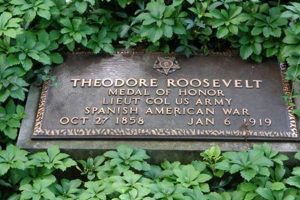 THEODORE ROOSEVELT
MEDAL OF HONOR
LIEUT COL US ARMY
SPANISH AMERICAN WAR
OCT 27 1858 JAN 6 1919